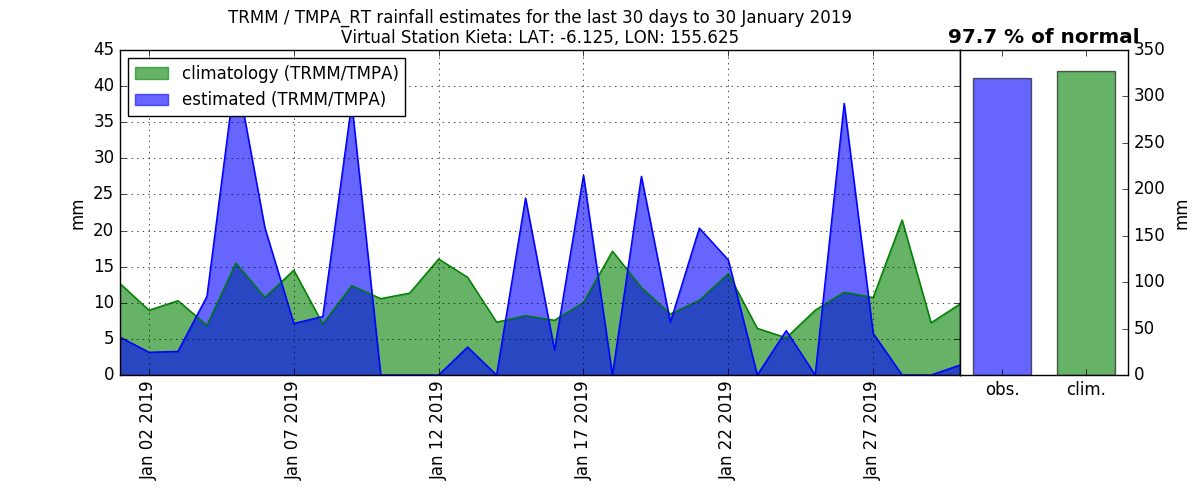 TRMM / TMPA_RT rainfall estimates for the last 30 days to 30 January 2019
Virtual Station Kieta: LAT: -6.125, LON: 155.625
97.7 % of normal
climatology (TRMM/TMPA)
estimated (TRMM/TMPA)
45
40
35
30
25
20
15
10
5
0
mm
Jan 02 2019
Jan 07 2019
Jan 12 2019
Jan 17 2019
Jan 22 2019
Jan 27 2019
350
300
250
200
150
100
50
0
mm
obs.
clim.